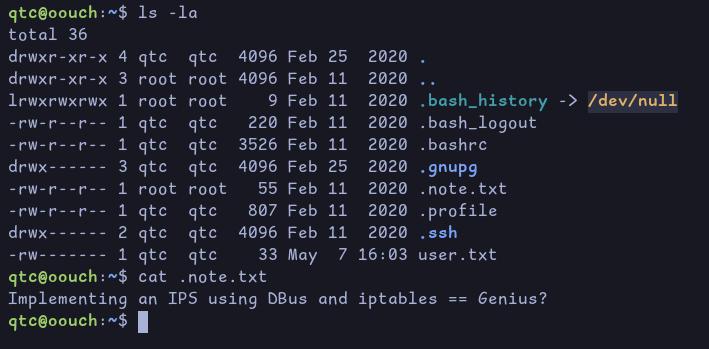 qtc@oouch:~$ ls -la
total 36
drwxr-xr-x 4 qtc  qtc  4096 Feb 25  2020 .
drwxr-xr-x 3 root root 4096 Feb 11  2020 ..
lrwxrwxrwx 1 root root    9 Feb 11  2020 .bash_history -> /dev/null
-rw-r--r-- 1 qtc  qtc   220 Feb 11  2020 .bash_logout
-rw-r--r-- 1 qtc  qtc  3526 Feb 11  2020 .bashrc
drwx------ 3 qtc  qtc  4096 Feb 25  2020 .gnupg
-rw-r--r-- 1 root root   55 Feb 11  2020 .note.txt
-rw-r--r-- 1 qtc  qtc   807 Feb 11  2020 .profile
drwx------ 2 qtc  qtc  4096 Feb 11  2020 .ssh
-rw------- 1 qtc  qtc    33 May  7 16:03 user.txt
qtc@oouch:~$ cat .note.txt
Implementing an IPS using DBus and iptables == Genius?
qtc@oouch:~$